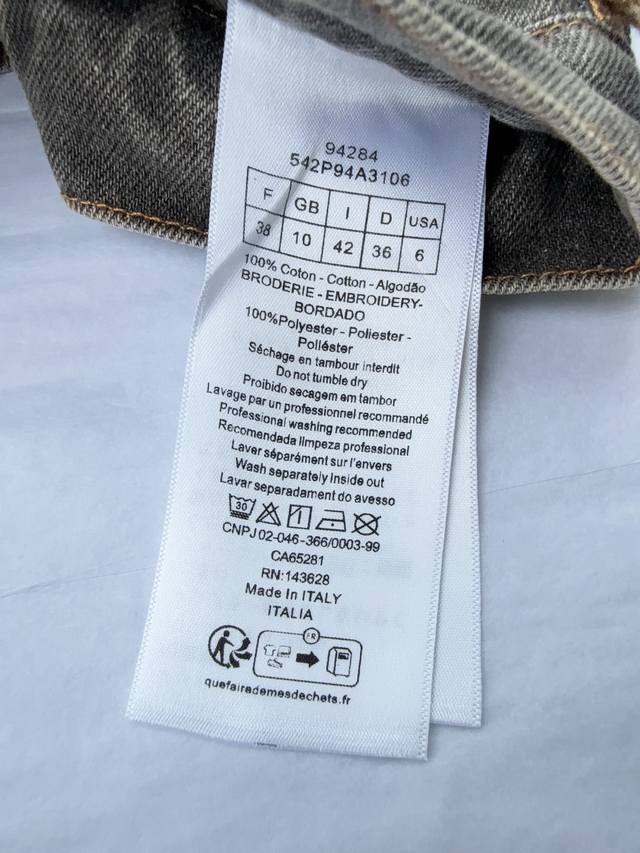 94284
542P94A3106
F GB I D USA
38 10 42 36 6
100% Coton - Cotton - Algodão
BRODERIE - EMBROIDERY-
BORDADO
100%Polyester - Poliester -
Poliéster
Séchage en tambour interdit
Do not tumble dry
Proibido secagem em tambor
Lavage par un professionnel recommandé
Professional washing recommended
Recomendada limpeza professional
Laver séparément sur l'envers
Wash separately inside out
Lavar separadament do avesso
30
CNPJ 02-046-366/0003-99
CA65281
RN:143628
Made In ITALY
ITALIA
FR
quefairedemesdechets.fr